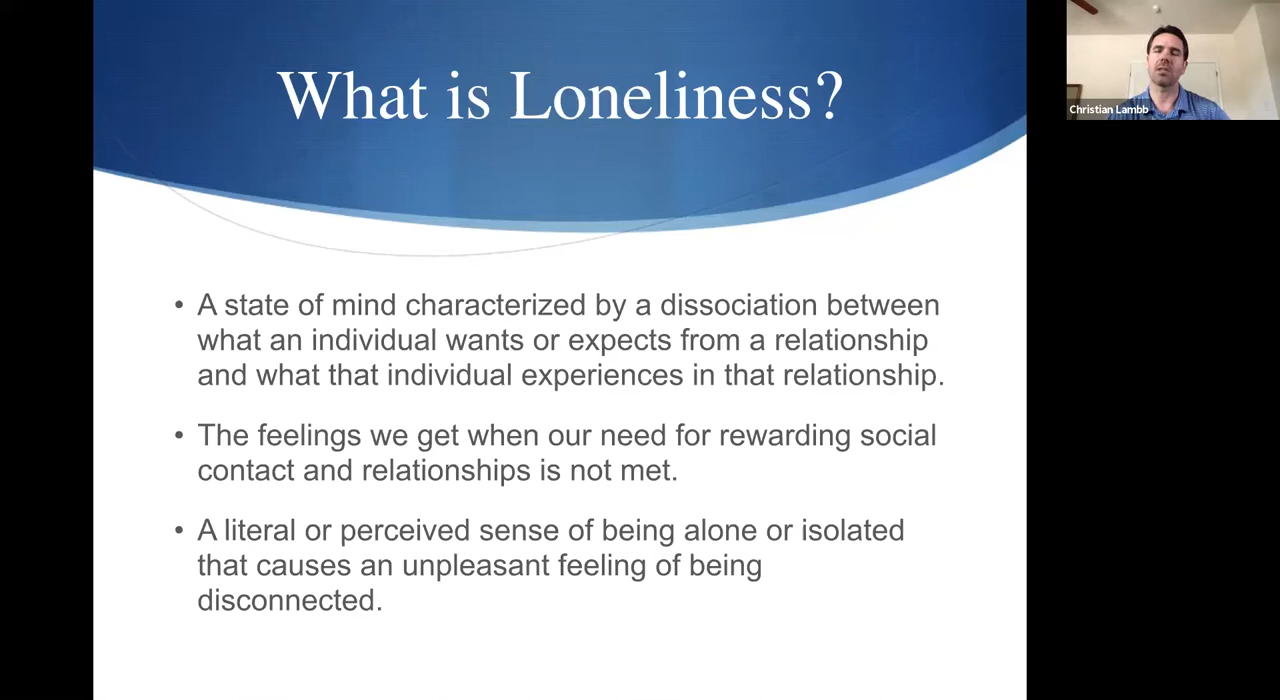 What is Loneliness?
Christian Lambb
• A state of mind characterized by a dissociation between
what an individual wants or expects from a relationship
and what that individual experiences in that relationship.
• The feelings we get when our need for rewarding social
contact and relationships is not met.
• A literal or perceived sense of being alone or isolated
that causes an unpleasant feeling of being
disconnected.